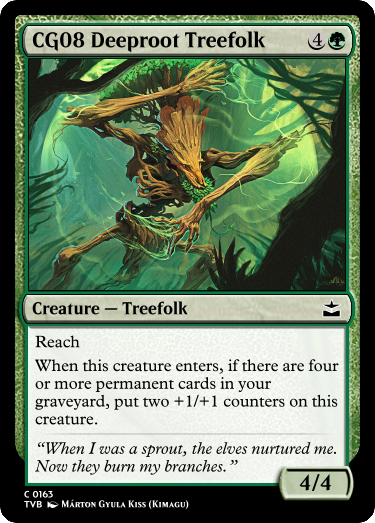 CG08 Deeproot Treefolk 4
Creature — Treefolk
Reach
When this creature enters, if there are four
or more permanent cards in your
graveyard, put two +1/+1 counters on this
creature.
“When I was a sprout, the elves nurtured me.
Now they burn my branches.”
4/4
C 0163
TVB MÁRTON GYULA KISS (KIMAGU)